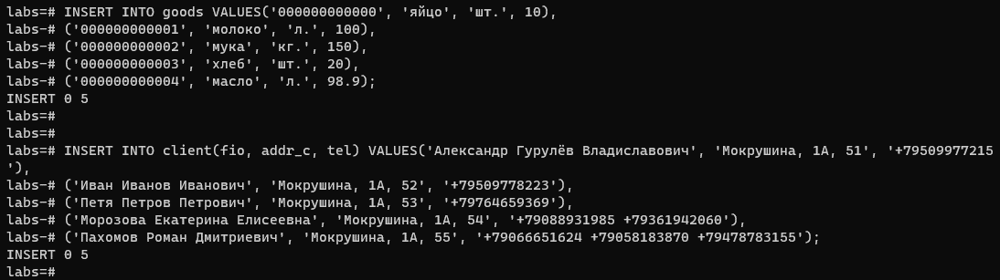 labs=# INSERT INTO goods VALUES('000000000000', 'яйцо', 'шт.', 10),
labs-# ('000000000001', 'молоко', 'л.', 100),
labs-# ('000000000002', 'мука', 'кг.', 150),
labs-# ('000000000003', 'хлеб', 'шт.', 20),
labs-# ('000000000004', 'масло', 'л.', 98.9);
INSERT 0 5
labs=#
labs=#
labs=# INSERT INTO client(fio, addr_c, tel) VALUES('Александр Гурулёв Владиславович', 'Мокрушина, 1А, 51', '+79509977215
'),
labs-# ('Иван Иванов Иванович', 'Мокрушина, 1А, 52', '+79509778223'),
labs-# ('Петя Петров Петрович', 'Мокрушина, 1А, 53', '+79764659369'),
labs-# ('Морозова Екатерина Елисеевна', 'Мокрушина, 1А, 54', '+79088931985 +79361942060'),
labs-# ('Пахомов Роман Дмитриевич', 'Мокрушина, 1А, 55', '+79066651624 +79058183870 +79478783155');
INSERT 0 5
labs=#